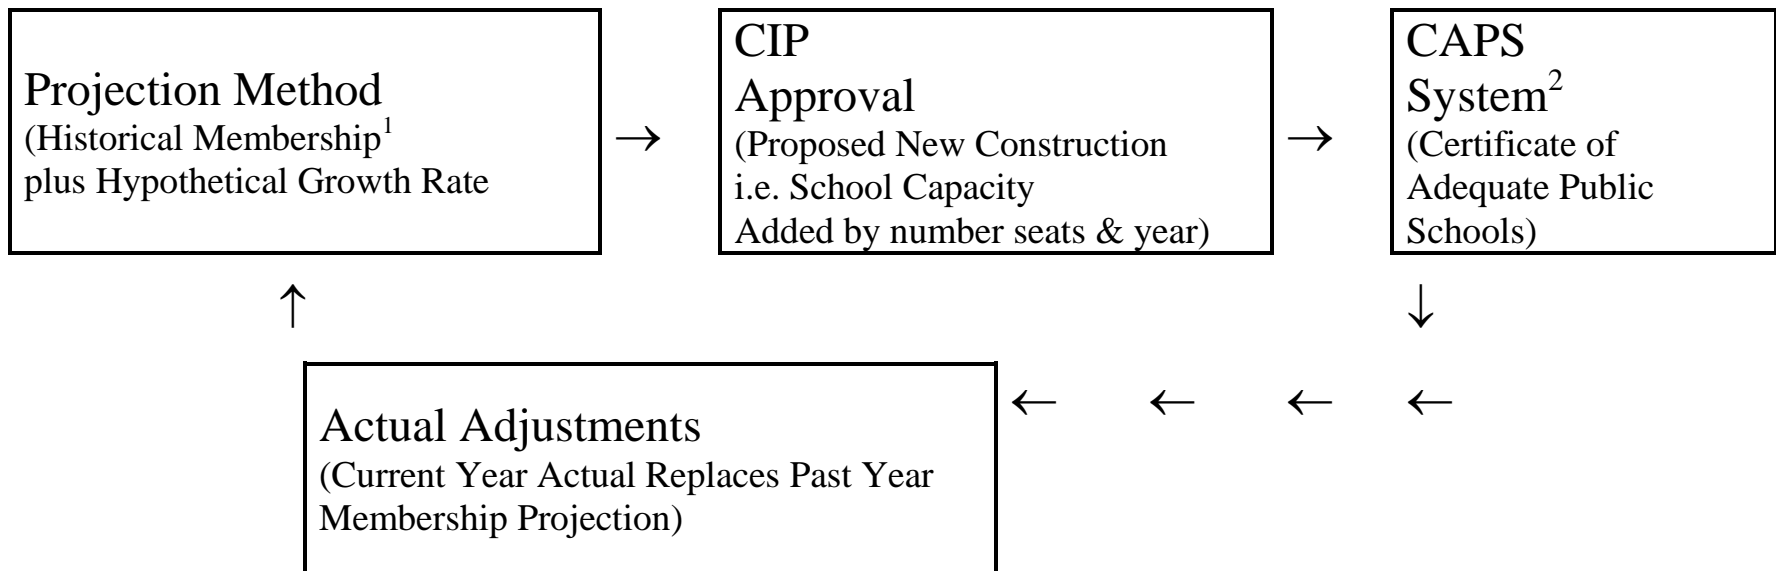 Projection Method
(Historical Membership¹
plus Hypothetical Growth Rate
→
CIP
Approval
(Proposed New Construction
i.e. School Capacity
Added by number seats & year)
→
CAPS
System²
(Certificate of
Adequate Public
Schools)
↑
↓
Actual Adjustments
(Current Year Actual Replaces Past Year
Membership Projection)
← ← ← ←